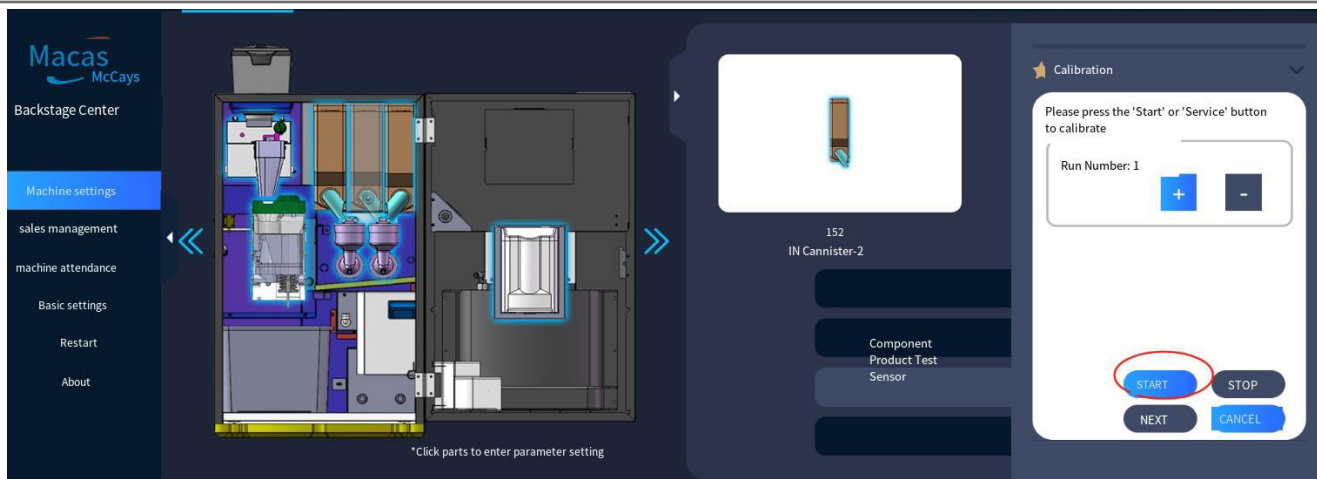 Macas
McCays
Backstage Center
Machine settings
sales management
machine attendance
Basic settings
Restart
About
*Click parts to enter parameter setting
152
IN Cannister-2
Component
Product Test
Sensor
Calibration
Please press the 'Start' or 'Service' button
to calibrate
Run Number: 1
+
-
START
STOP
NEXT
CANCEL